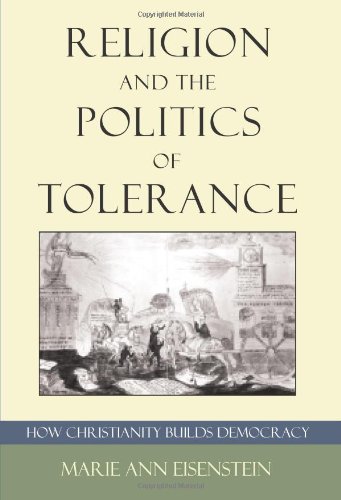 RELIGION
AND THE
POLITICS
OF
TOLERANCE
HOW CHRISTIANITY BUILDS DEMOCRACY
MARIE ANN EISENSTEIN